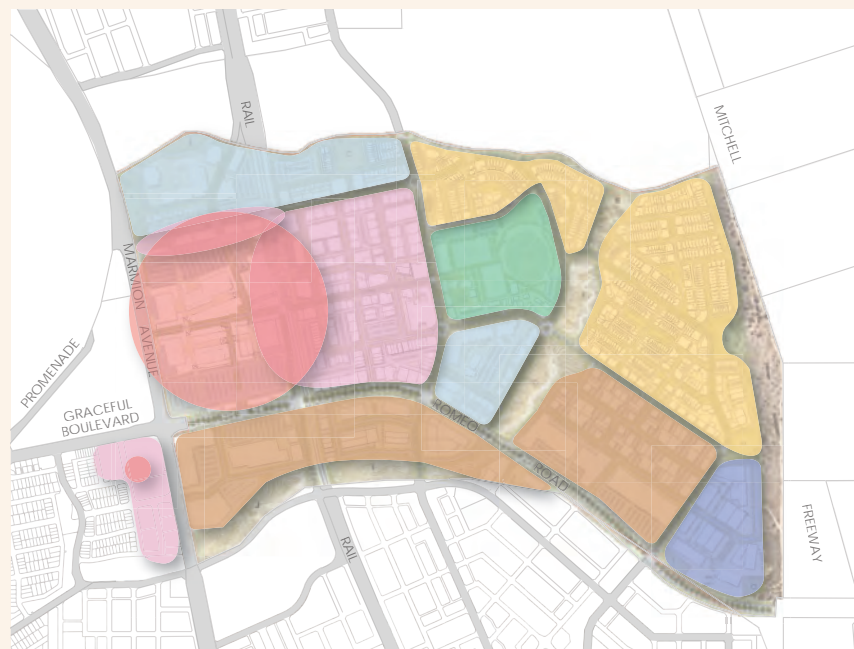 RAIL
MITCHELL
MARMION AVENUE
PROMENADE
GRACEFUL
BOULEVARD
ROMEO
ROAD
RAIL
FREEWAY